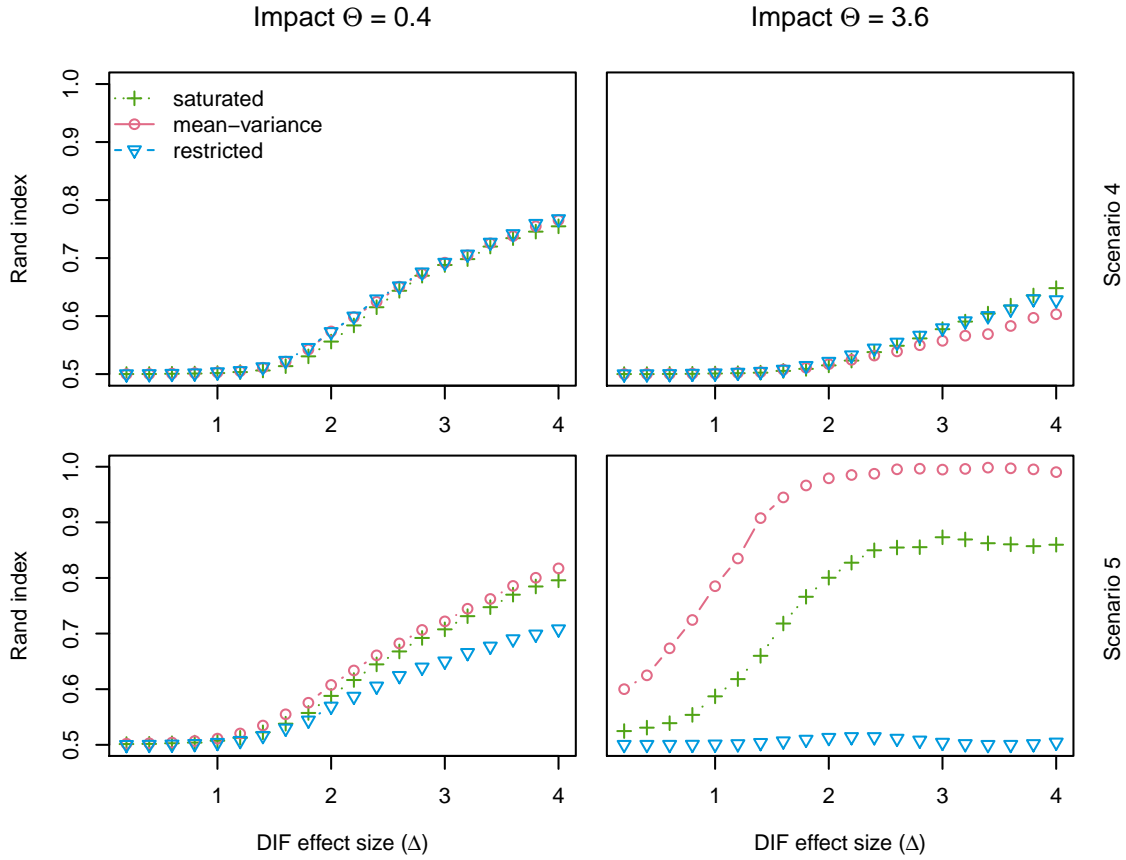 Impact Θ = 0.4
Impact Θ = 3.6
Rand index
1.0
0.9
0.8
0.7
0.6
0.5
saturated
mean−variance
restricted
1 2 3 4
1 2 3 4
Scenario 4
Rand index
1.0
0.9
0.8
0.7
0.6
0.5
1 2 3 4
1 2 3 4
Scenario 5
DIF effect size (Δ)
DIF effect size (Δ)